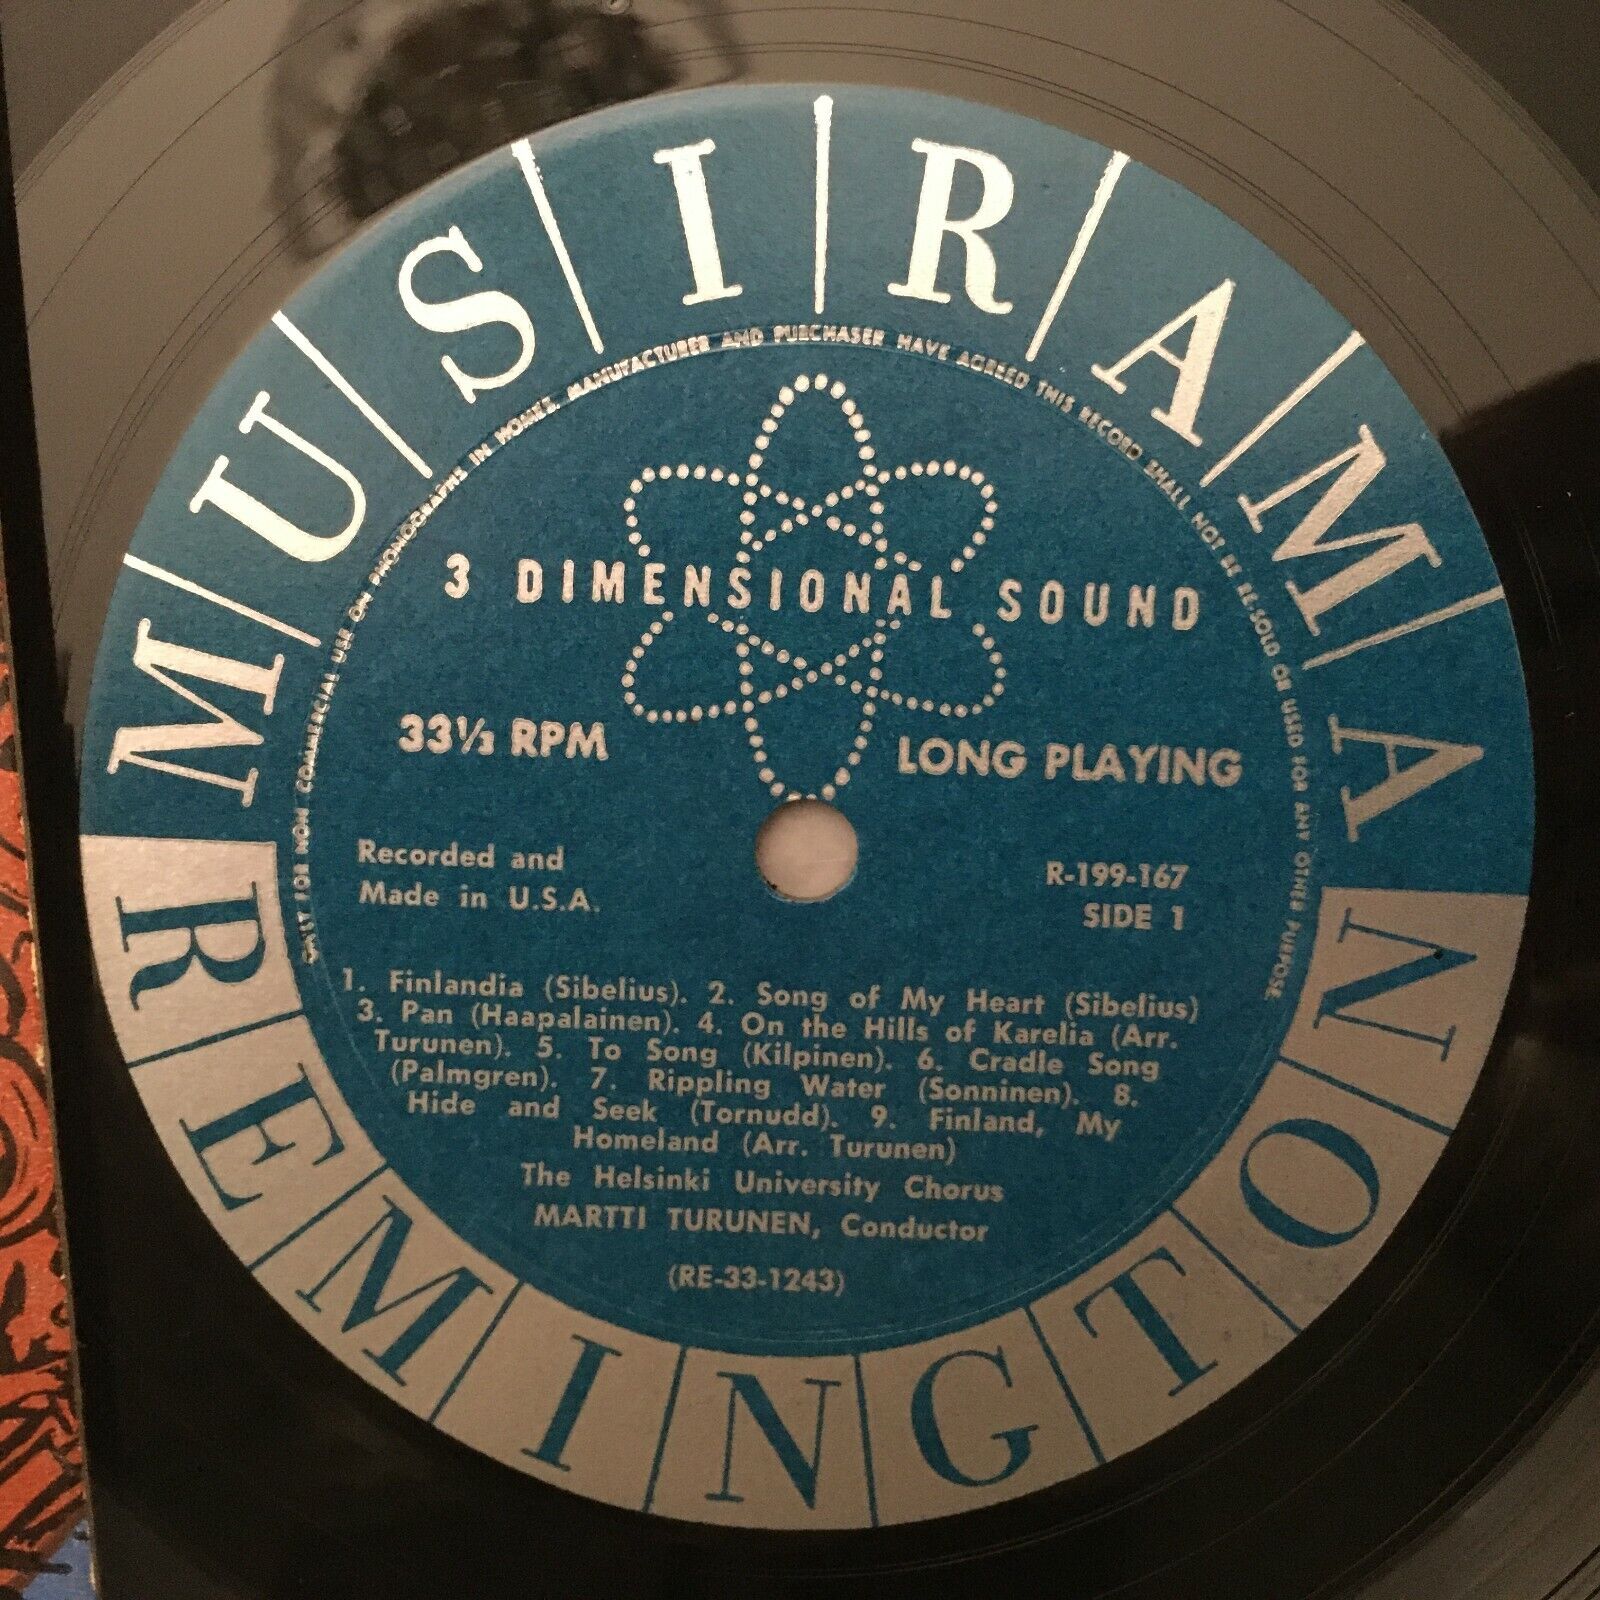 MUSIRAMA
ONLY FOR NON COMMERCIAL USE ON PHONOGRAPHS IN HOMES. MANUFACTURER AND PURCHASER HAVE AGREED THIS RECORD SHALL NOT BE RE-SOLD OR USED FOR ANY OTHER PURPOSE.
3 DIMENSIONAL SOUND
33⅓ RPM
LONG PLAYING
Recorded and
Made in U.S.A.
R-199-167
SIDE 1
1. Finlandia (Sibelius). 2. Song of My Heart (Sibelius)
3. Pan (Haapalainen). 4. On the Hills of Karelia (Arr.
Turunen). 5. To Song (Kilpinen). 6. Cradle Song
(Palmgren). 7. Rippling Water (Sonninen). 8.
Hide and Seek (Tornudd). 9. Finland, My
Homeland (Arr. Turunen)
The Helsinki University Chorus
MARTTI TURUNEN, Conductor
(RE-33-1243)
REMINGTON